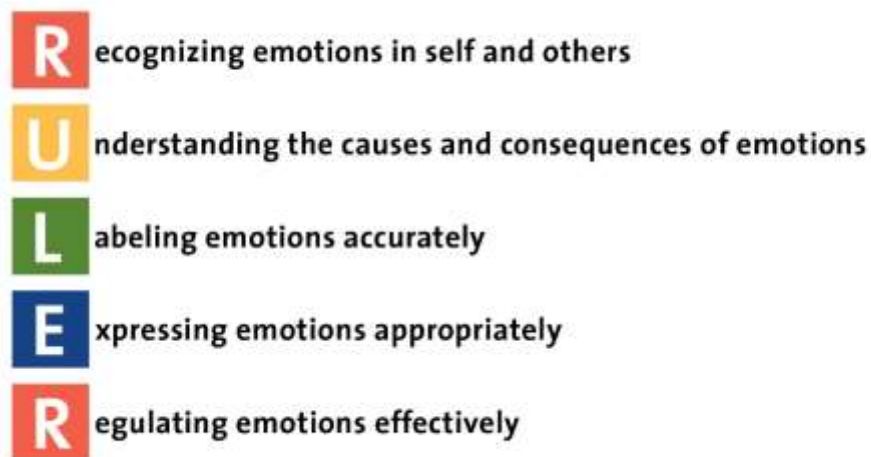 Recognizing emotions in self and others
Understanding the causes and consequences of emotions
Labeling emotions accurately
Expressing emotions appropriately
Regulating emotions effectively